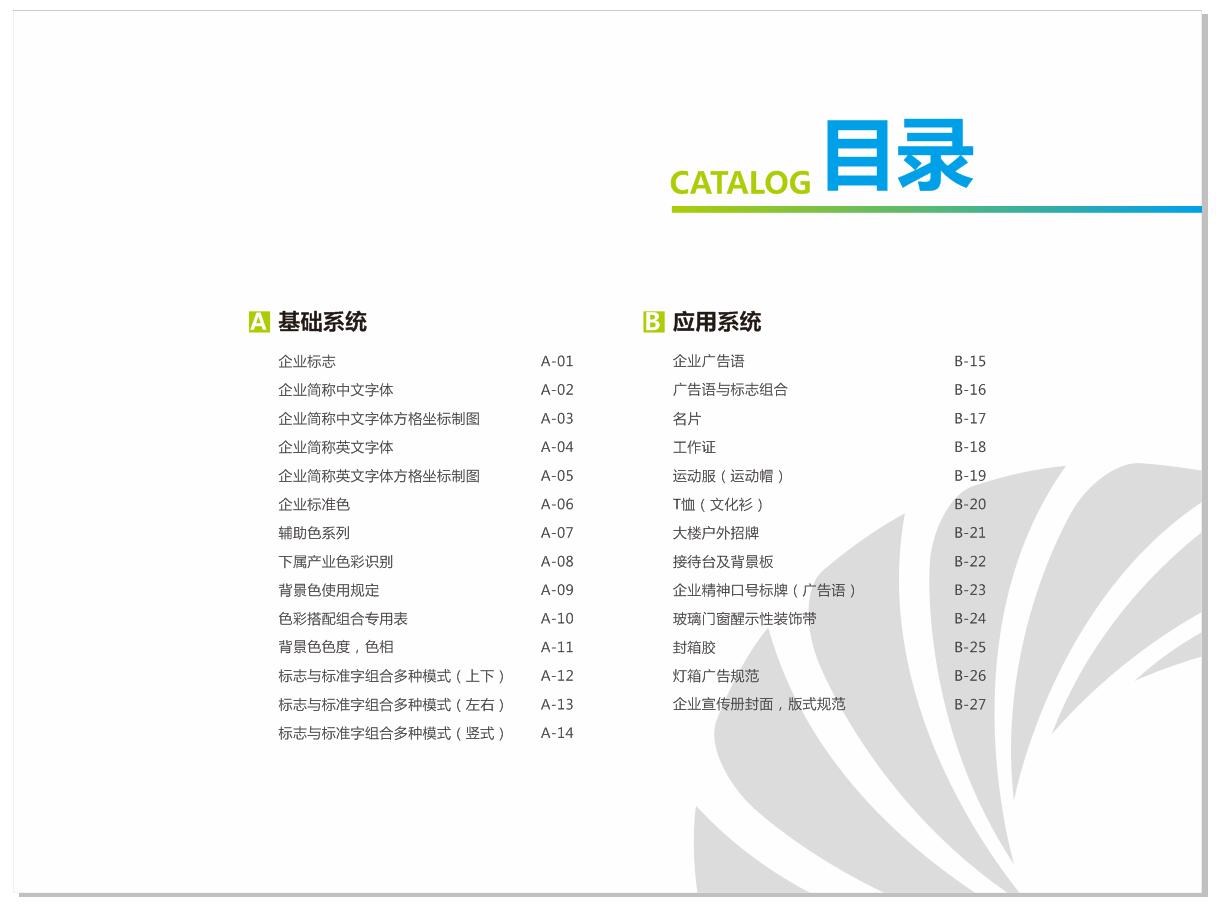 CATALOG 目录
A 基础系统
企业标志 A-01
企业简称中文字体 A-02
企业简称中文字体方格坐标制图 A-03
企业简称英文字体 A-04
企业简称英文字体方格坐标制图 A-05
企业标准色 A-06
辅助色系列 A-07
下属产业色彩识别 A-08
背景色使用规定 A-09
色彩搭配组合专用表 A-10
背景色色度，色相 A-11
标志与标准字组合多种模式（上下） A-12
标志与标准字组合多种模式（左右） A-13
标志与标准字组合多种模式（竖式） A-14
B 应用系统
企业广告语 B-15
广告语与标志组合 B-16
名片 B-17
工作证 B-18
运动服（运动帽） B-19
T恤（文化衫） B-20
大楼户外招牌 B-21
接待台及背景板 B-22
企业精神口号标牌（广告语） B-23
玻璃门窗醒示性装饰带 B-24
封箱胶 B-25
灯箱广告规范 B-26
企业宣传册封面，版式规范 B-27